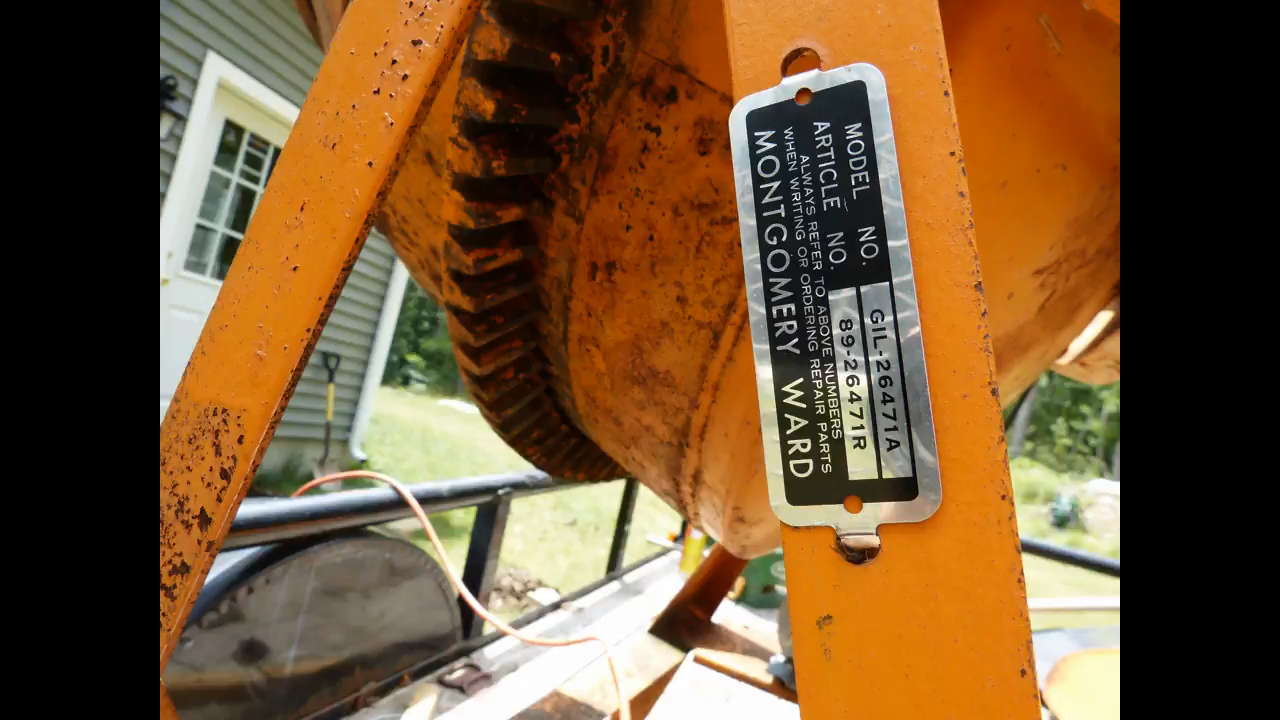 MODEL NO. GIL-26471A
ARTICLE NO. 89-26471R
ALWAYS REFER TO ABOVE NUMBERS
WHEN WRITING OR ORDERING REPAIR PARTS
MONTGOMERY WARD